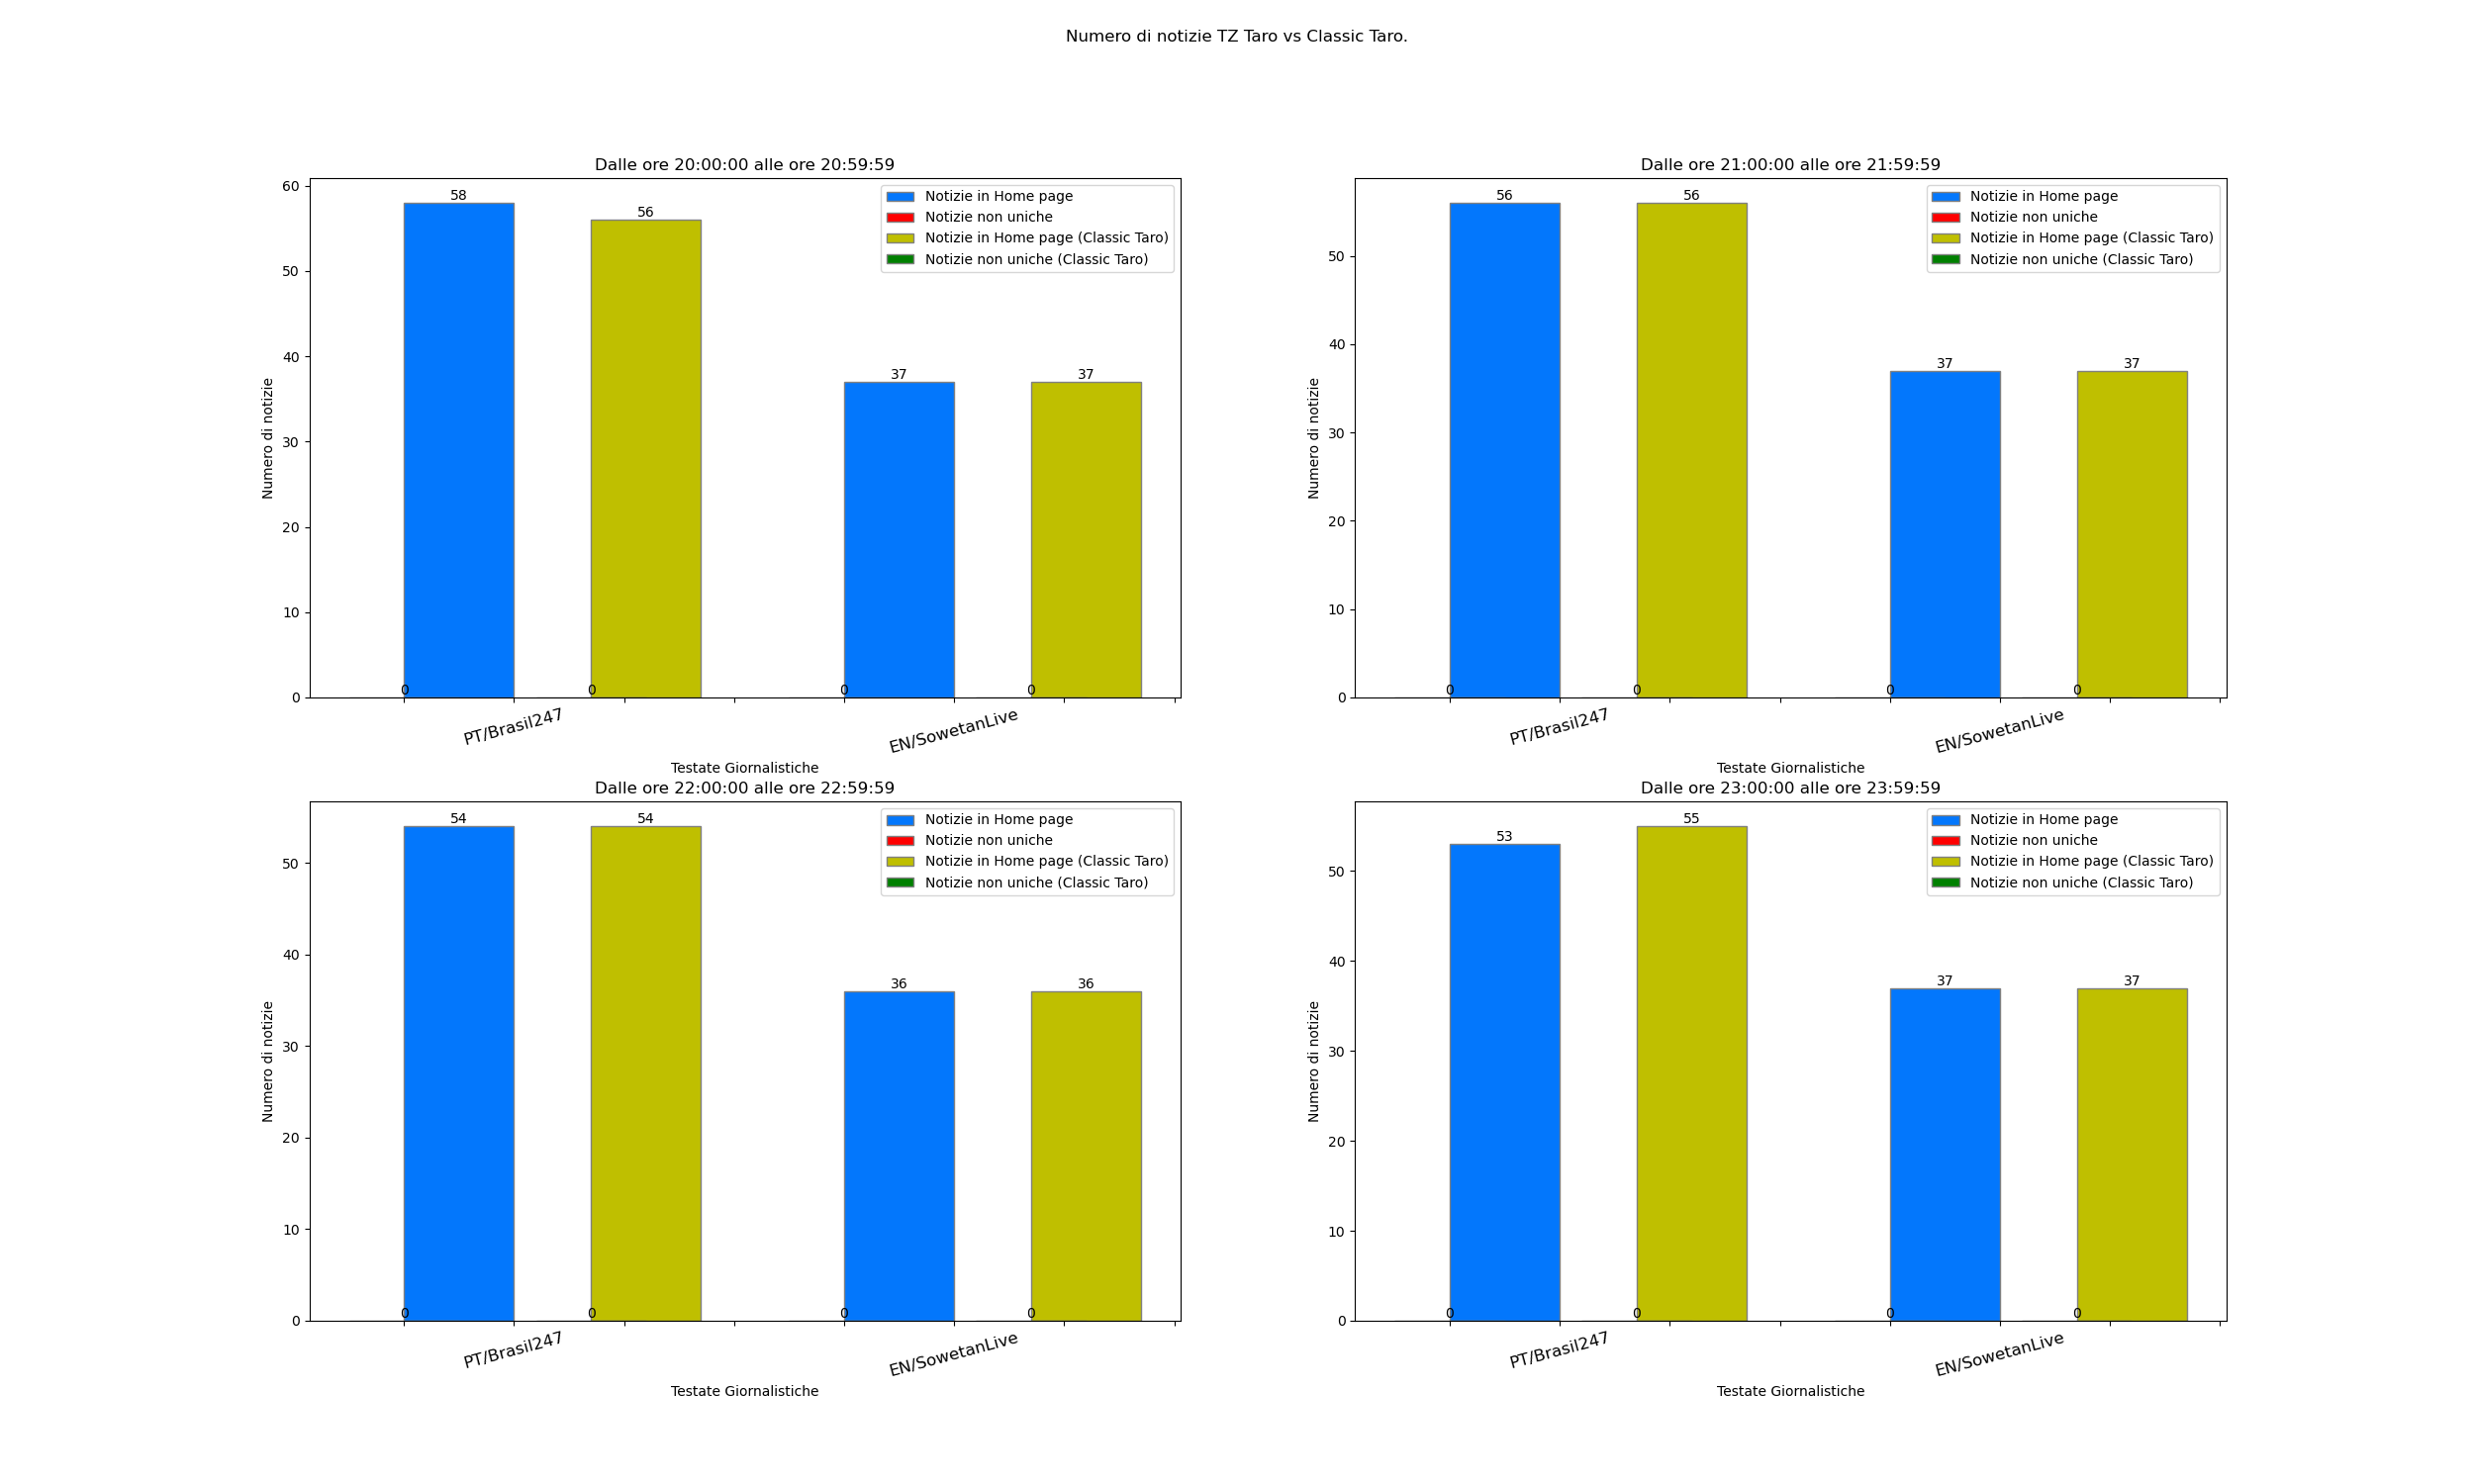 Numero di notizie TZ Taro vs Classic Taro.
Dalle ore 20:00:00 alle ore 20:59:59
Numero di notizie
60
50
40
30
20
10
0
58
56
37
37
0
0
0
0
Notizie in Home page
Notizie non uniche
Notizie in Home page (Classic Taro)
Notizie non uniche (Classic Taro)
PT/Brasil247
EN/SowetanLive
Testate Giornalistiche
Dalle ore 21:00:00 alle ore 21:59:59
Numero di notizie
50
40
30
20
10
0
56
56
37
37
0
0
0
0
Notizie in Home page
Notizie non uniche
Notizie in Home page (Classic Taro)
Notizie non uniche (Classic Taro)
PT/Brasil247
EN/SowetanLive
Testate Giornalistiche
Dalle ore 22:00:00 alle ore 22:59:59
Numero di notizie
50
40
30
20
10
0
54
54
36
36
0
0
0
0
Notizie in Home page
Notizie non uniche
Notizie in Home page (Classic Taro)
Notizie non uniche (Classic Taro)
PT/Brasil247
EN/SowetanLive
Testate Giornalistiche
Dalle ore 23:00:00 alle ore 23:59:59
Numero di notizie
50
40
30
20
10
0
53
55
37
37
0
0
0
0
Notizie in Home page
Notizie non uniche
Notizie in Home page (Classic Taro)
Notizie non uniche (Classic Taro)
PT/Brasil247
EN/SowetanLive
Testate Giornalistiche